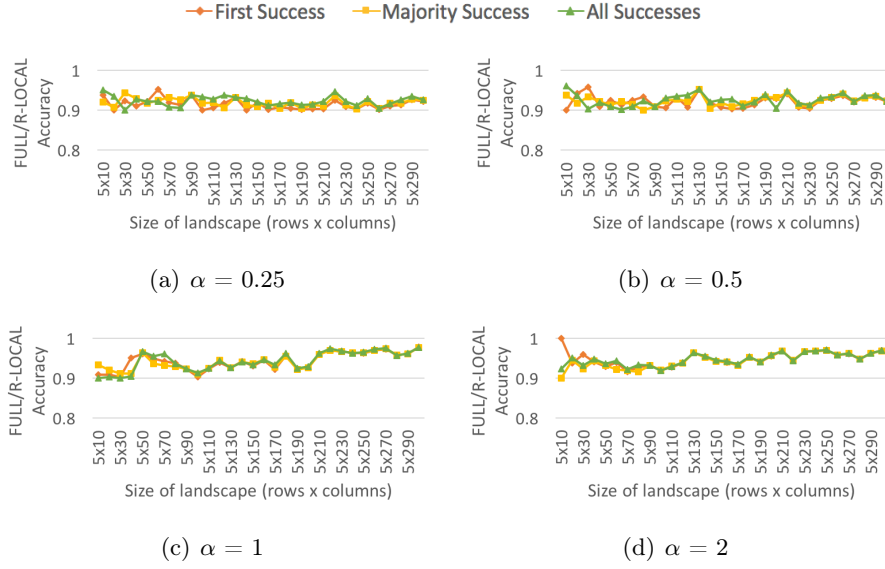 First Success Majority Success All Successes
FULL/R-LOCAL Accuracy
1
0.9
0.8
5x10 5x30 5x50 5x70 5x90 5x110 5x130 5x150 5x170 5x190 5x210 5x230 5x250 5x270 5x290
Size of landscape (rows x columns)
(a) α = 0.25
FULL/R-LOCAL Accuracy
1
0.9
0.8
5x10 5x30 5x50 5x70 5x90 5x110 5x130 5x150 5x170 5x190 5x210 5x230 5x250 5x270 5x290
Size of landscape (rows x columns)
(b) α = 0.5
FULL/R-LOCAL Accuracy
1
0.9
0.8
5x10 5x30 5x50 5x70 5x90 5x110 5x130 5x150 5x170 5x190 5x210 5x230 5x250 5x270 5x290
Size of landscape (rows x columns)
(c) α = 1
FULL/R-LOCAL Accuracy
1
0.9
0.8
5x10 5x30 5x50 5x70 5x90 5x110 5x130 5x150 5x170 5x190 5x210 5x230 5x250 5x270 5x290
Size of landscape (rows x columns)
(d) α = 2